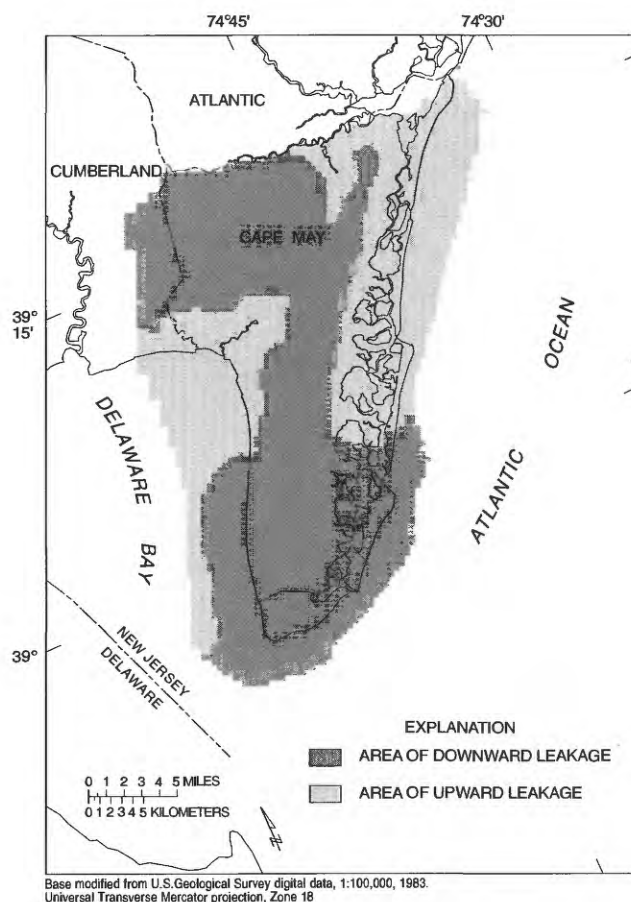 74°45'
74°30'
ATLANTIC
CUMBERLAND
CAPE MAY
39°
15'
OCEAN
ATLANTIC
DELAWARE
BAY
NEW JERSEY
DELAWARE
39°
EXPLANATION
AREA OF DOWNWARD LEAKAGE
AREA OF UPWARD LEAKAGE
0 1 2 3 4 5 MILES
0 1 2 3 4 5 KILOMETERS
N
Base modified from U.S.Geological Survey digital data, 1:100,000, 1983.
Universal Transverse Mercator projection, Zone 18